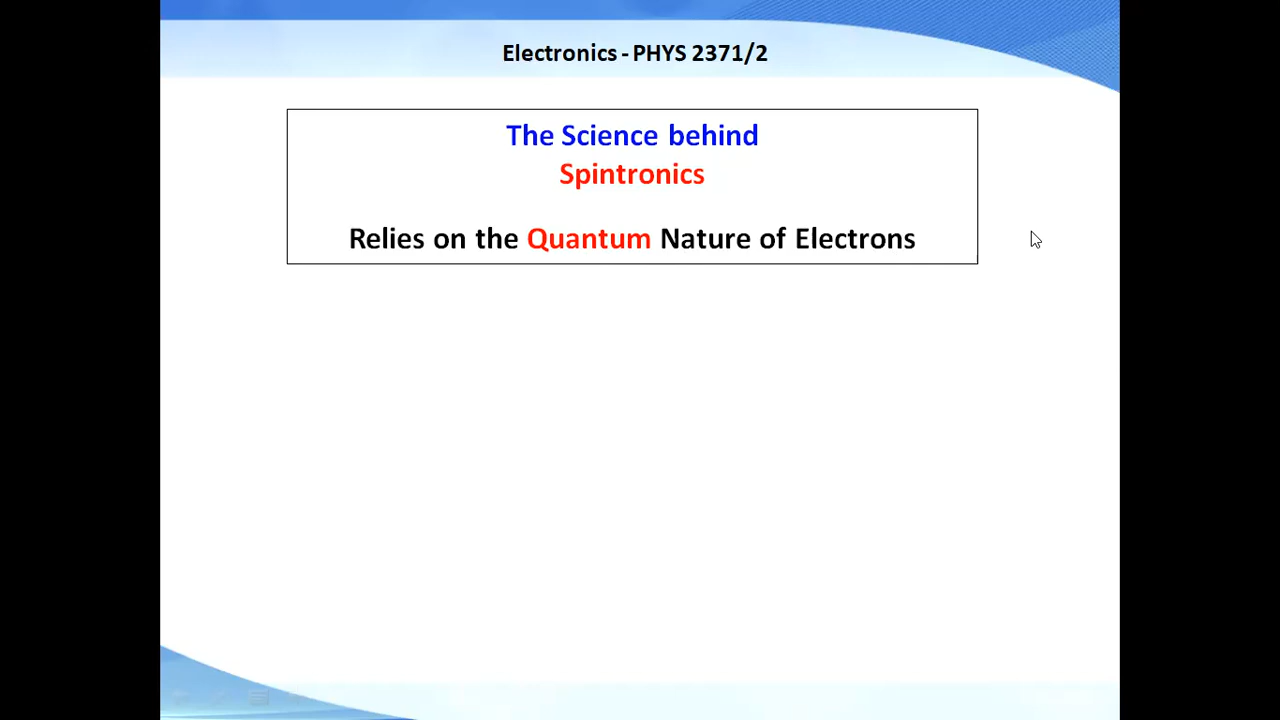 Electronics - PHYS 2371/2
The Science behind
Spintronics
Relies on the Quantum Nature of Electrons